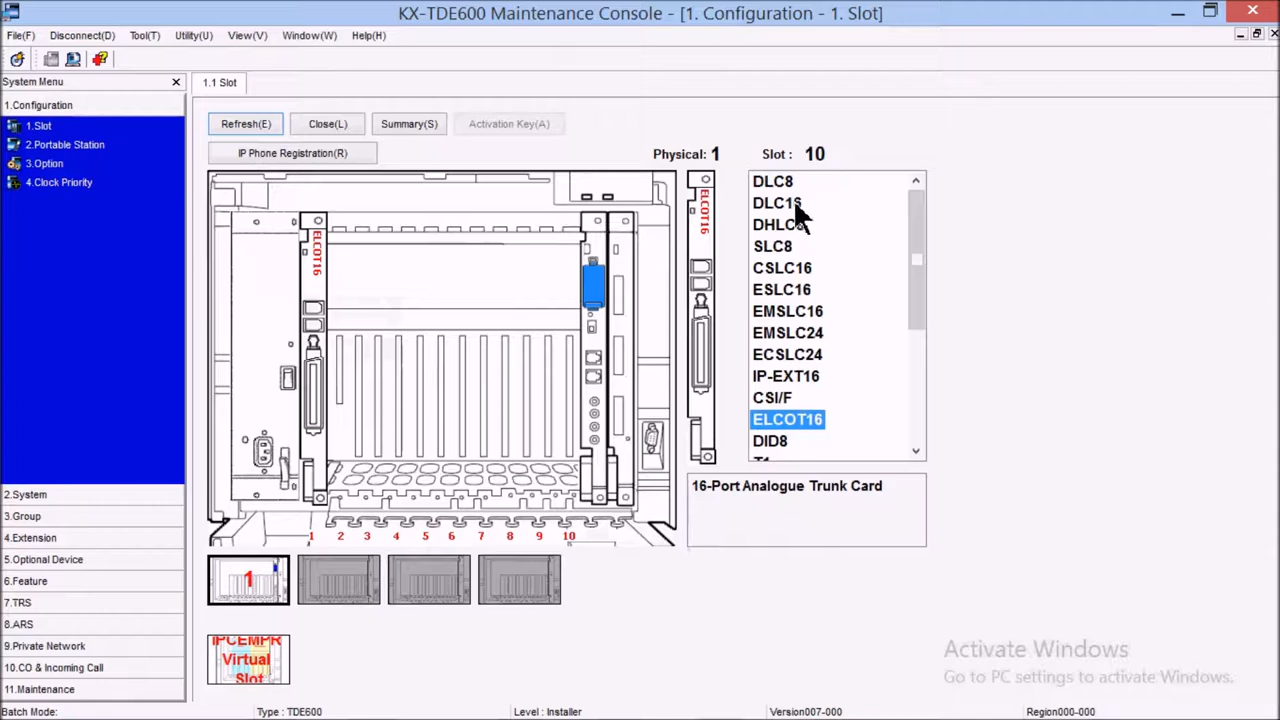 KX-TDE600 Maintenance Console - [1. Configuration - 1. Slot]
File(F) Disconnect(D) Tool(T) Utility(U) View(V) Window(W) Help(H)
System Menu
1.Configuration
1.Slot
2.Portable Station
3.Option
4.Clock Priority
2.System
3.Group
4.Extension
5.Optional Device
6.Feature
7.TRS
8.ARS
9.Private Network
10.CO & Incoming Call
11.Maintenance
1.1 Slot
Refresh(E) Close(L) Summary(S) Activation Key(A)
IP Phone Registration(R)
Physical: 1 Slot : 10
ELCOT16
ELCOT16
1 2 3 4 5 6 7 8 9 10
1
IPCEMPR
Virtual
Slot
DLC8
DLC16
SLC8
CSLC16
ESLC16
EMSLC16
EMSLC24
ECSLC24
IP-EXT16
CSI/F
ELCOT16
DID8
T1
16-Port Analogue Trunk Card
Activate Windows
Go to PC settings to activate Windows.
Batch Mode: Type : TDE600 Level : Installer Version007-000 Region000-000